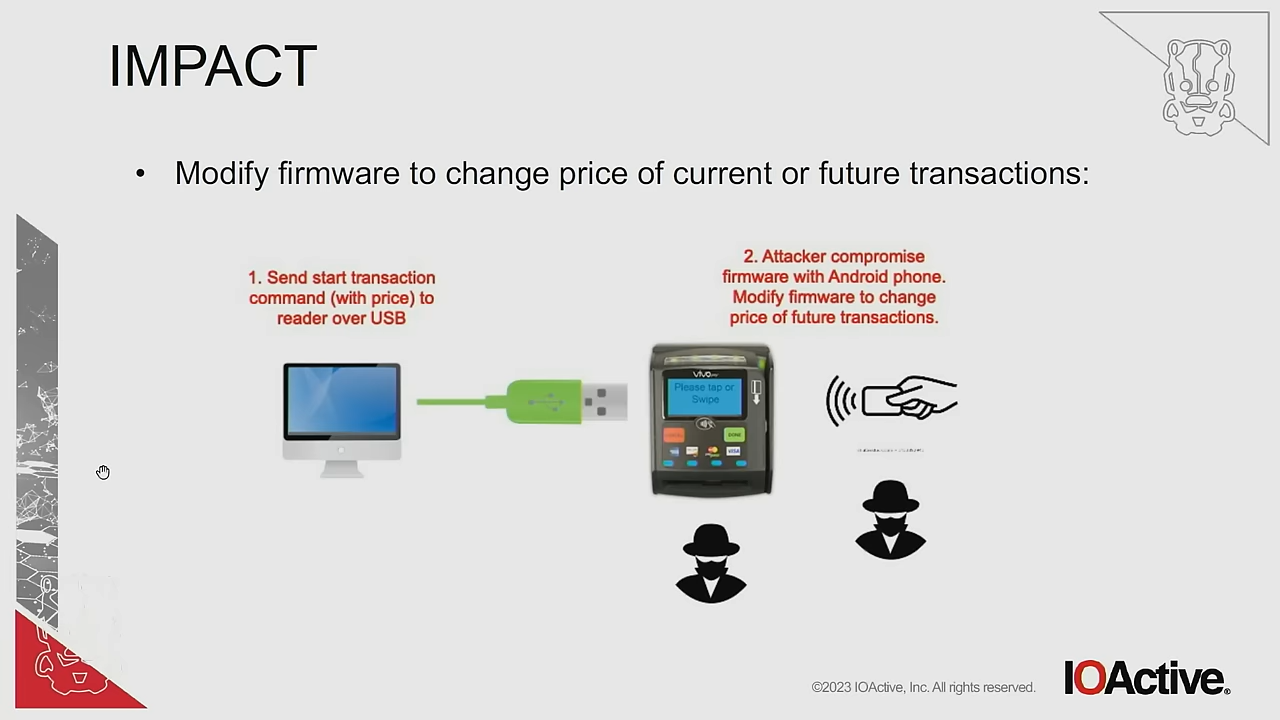 IMPACT
• Modify firmware to change price of current or future transactions:
1. Send start transaction
command (with price) to
reader over USB
2. Attacker compromise
firmware with Android phone.
Modify firmware to change
price of future transactions.
Please tap or
Swipe
DONE
VISA
©2023 IOActive, Inc. All rights reserved.
IOActive®